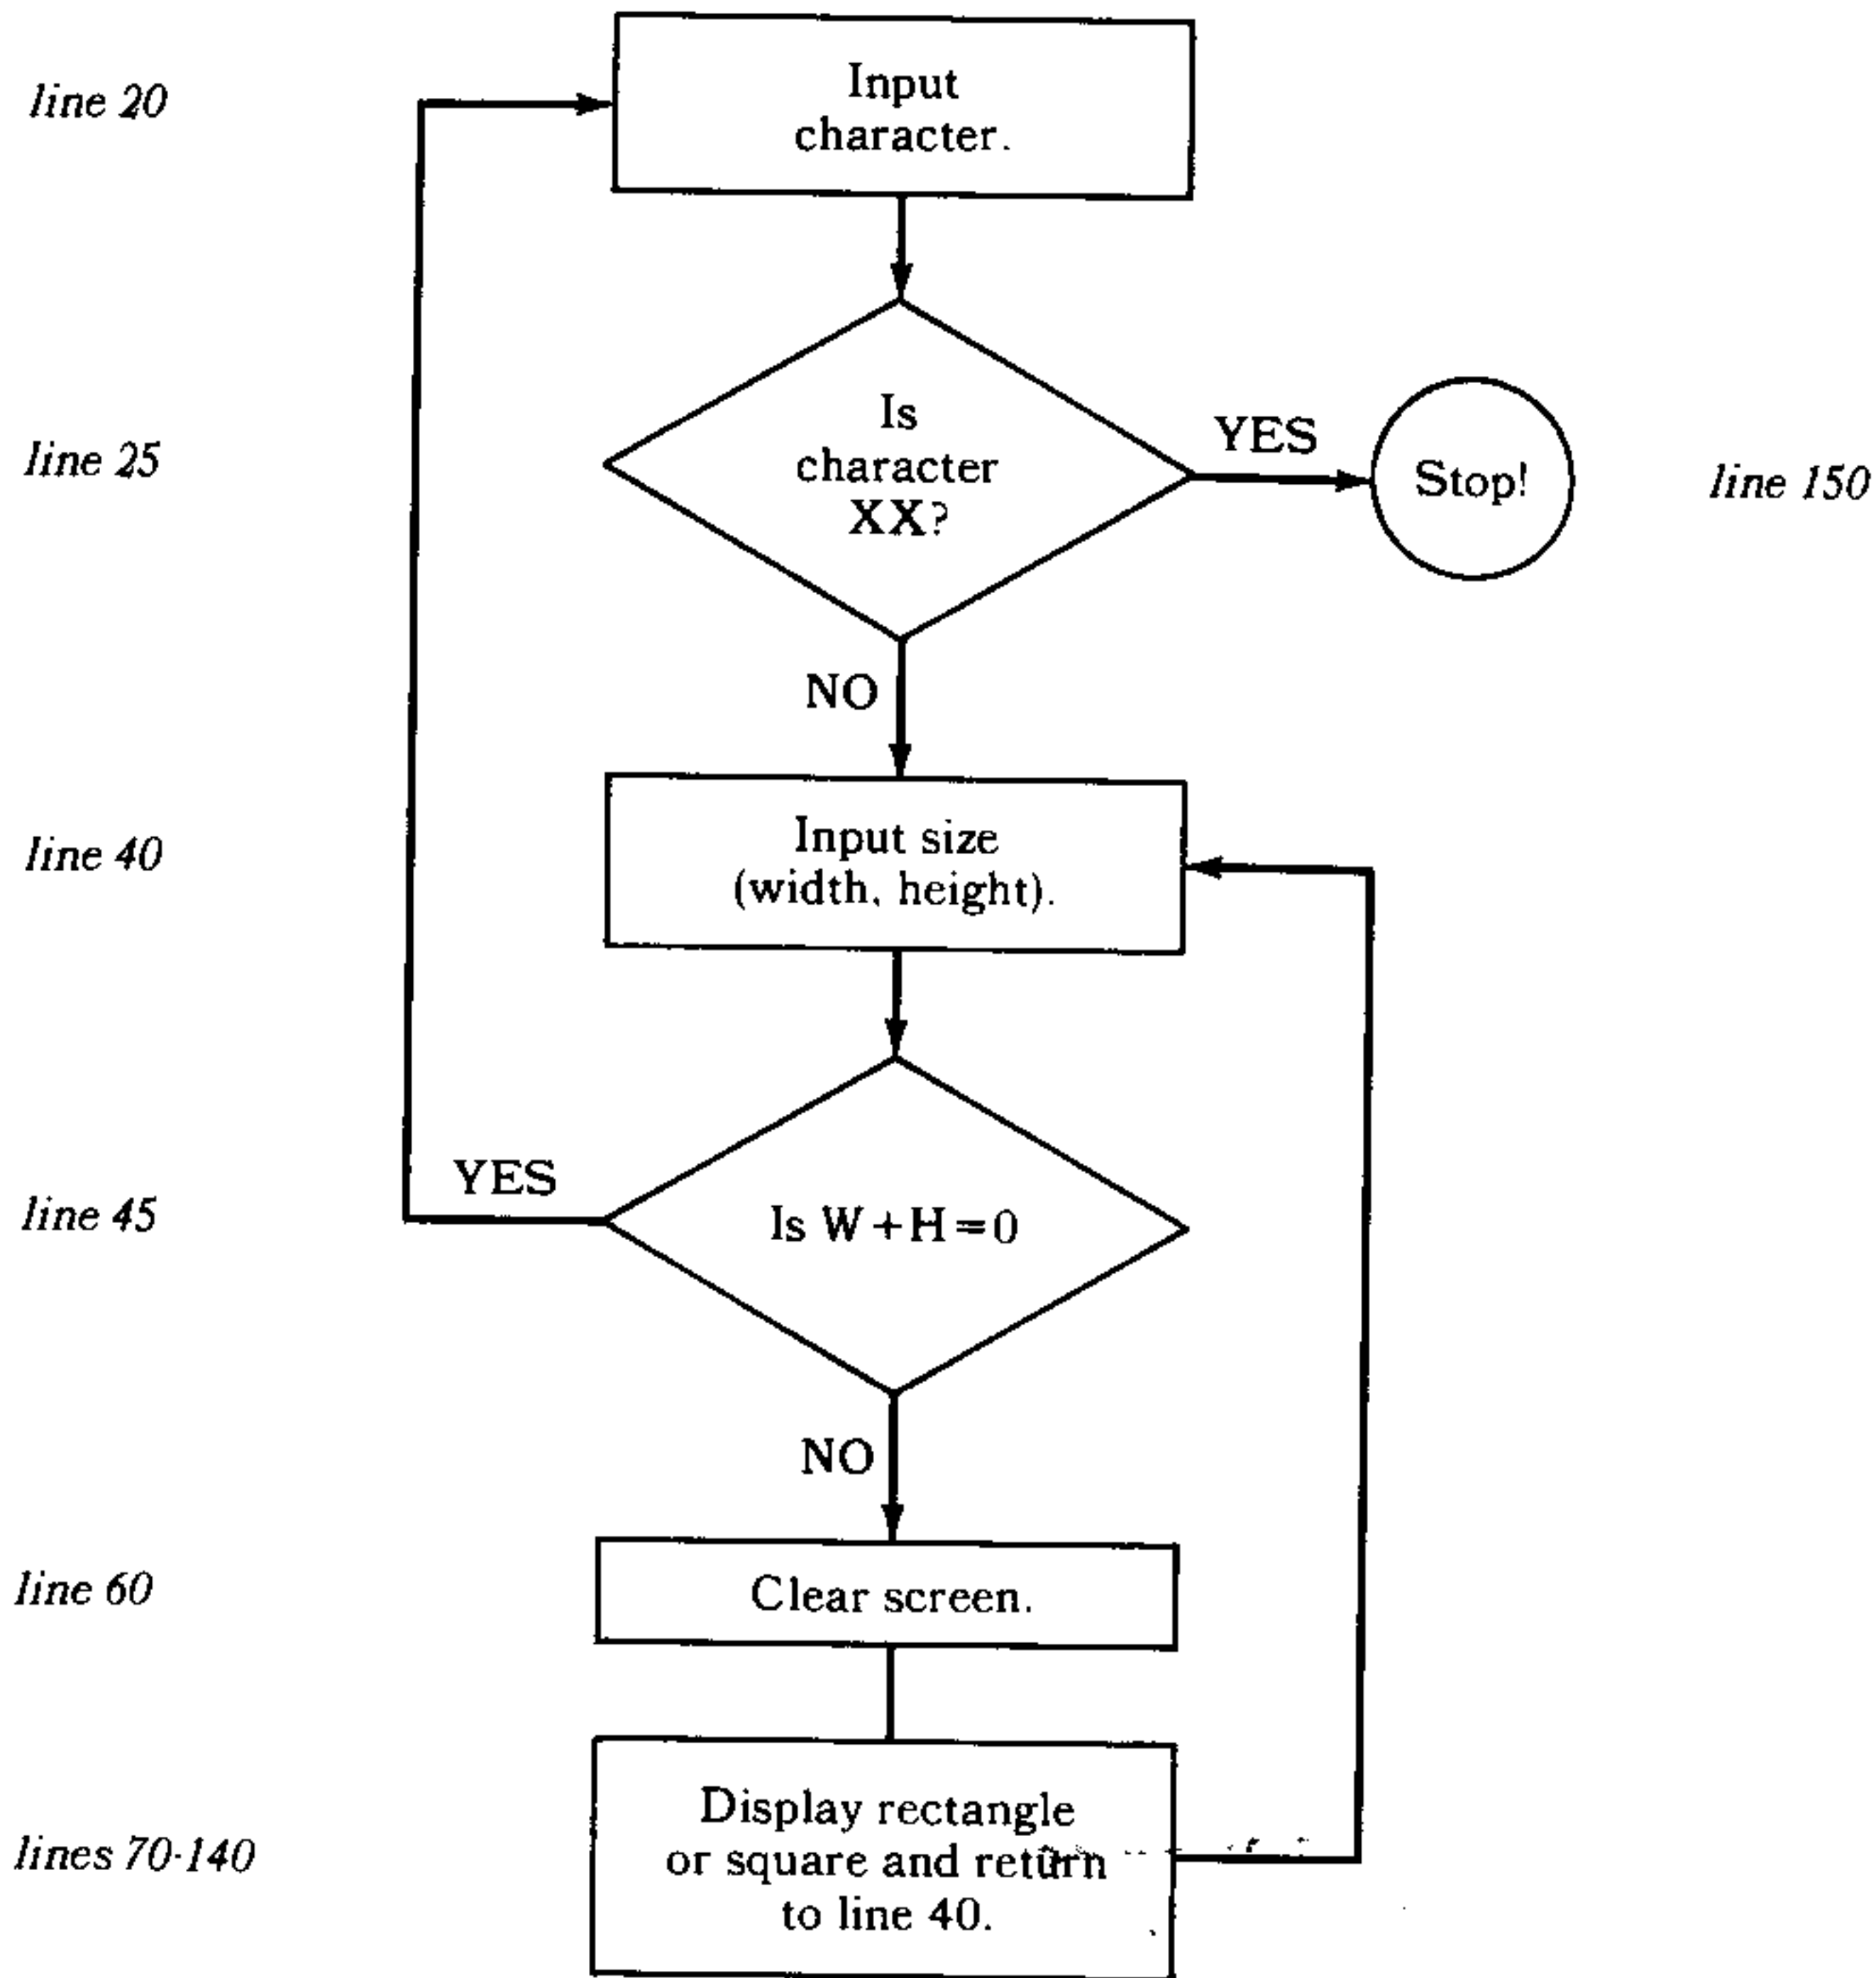 line 20
Input
character.
line 25
Is
character
XX?
YES
Stop!
line 150
NO
line 40
Input size
(width, height).
line 45
YES
Is W+H=0
NO
line 60
Clear screen.
lines 70-140
Display rectangle
or square and return
to line 40.